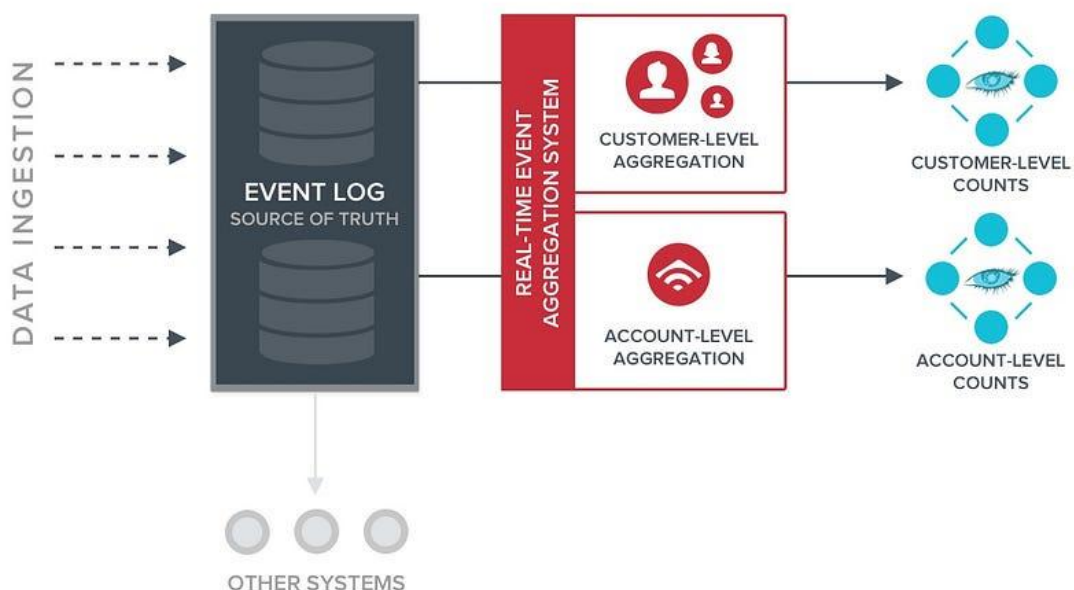 DATA INGESTION
EVENT LOG
SOURCE OF TRUTH
REAL-TIME EVENT
AGGREGATION SYSTEM
CUSTOMER-LEVEL
AGGREGATION
ACCOUNT-LEVEL
AGGREGATION
CUSTOMER-LEVEL
COUNTS
ACCOUNT-LEVEL
COUNTS
OTHER SYSTEMS